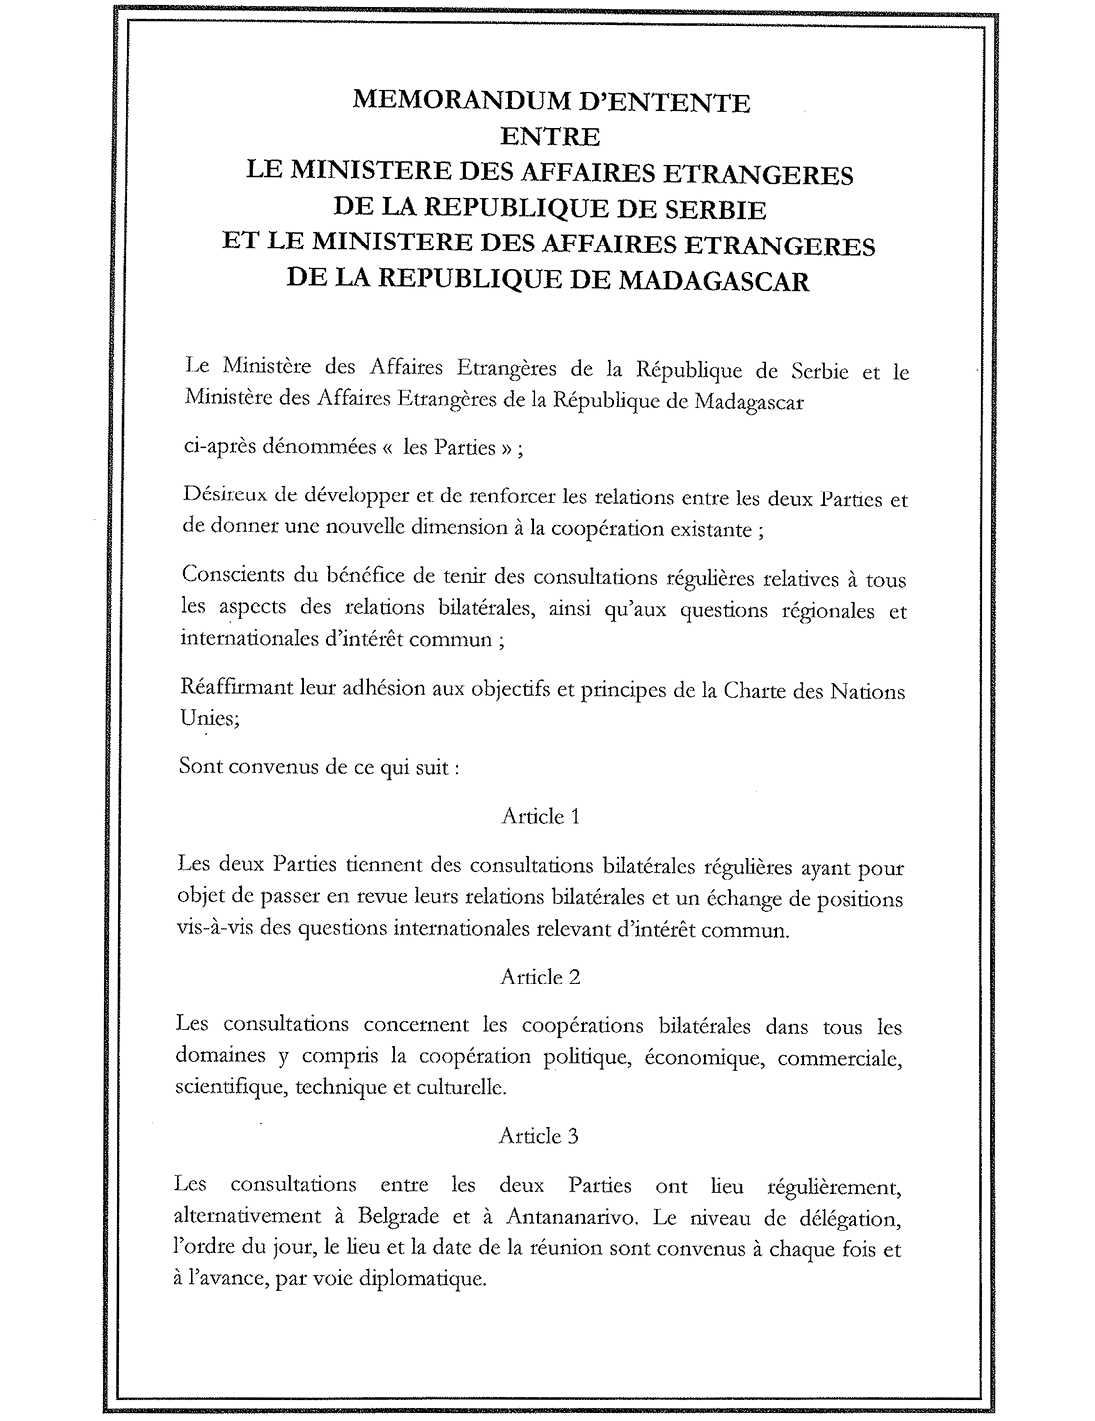 MEMORANDUM D'ENTENTE
ENTRE
LE MINISTERE DES AFFAIRES ETRANGERES
DE LA REPUBLIQUE DE SERBIE
ET LE MINISTERE DES AFFAIRES ETRANGERES
DE LA REPUBLIQUE DE MADAGASCAR
Le Ministère des Affaires Etrangères de la République de Serbie et le
Ministère des Affaires Etrangères de la République de Madagascar
ci-après dénommées « les Parties » ;
Désireux de développer et de renforcer les relations entre les deux Parties et
de donner une nouvelle dimension à la coopération existante ;
Conscients du bénéfice de tenir des consultations régulières relatives à tous
les aspects des relations bilatérales, ainsi qu'aux questions régionales et
internationales d'intérêt commun ;
Réaffirmant leur adhésion aux objectifs et principes de la Charte des Nations
Unies;
Sont convenus de ce qui suit :
Article 1
Les deux Parties tiennent des consultations bilatérales régulières ayant pour
objet de passer en revue leurs relations bilatérales et un échange de positions
vis-à-vis des questions internationales relevant d'intérêt commun.
Article 2
Les consultations concernent les coopérations bilatérales dans tous les
domaines y compris la coopération politique, économique, commerciale,
scientifique, technique et culturelle.
Article 3
Les consultations entre les deux Parties ont lieu régulièrement,
alternativement à Belgrade et à Antananarivo. Le niveau de délégation,
l'ordre du jour, le lieu et la date de la réunion sont convenus à chaque fois et
à l'avance, par voie diplomatique.